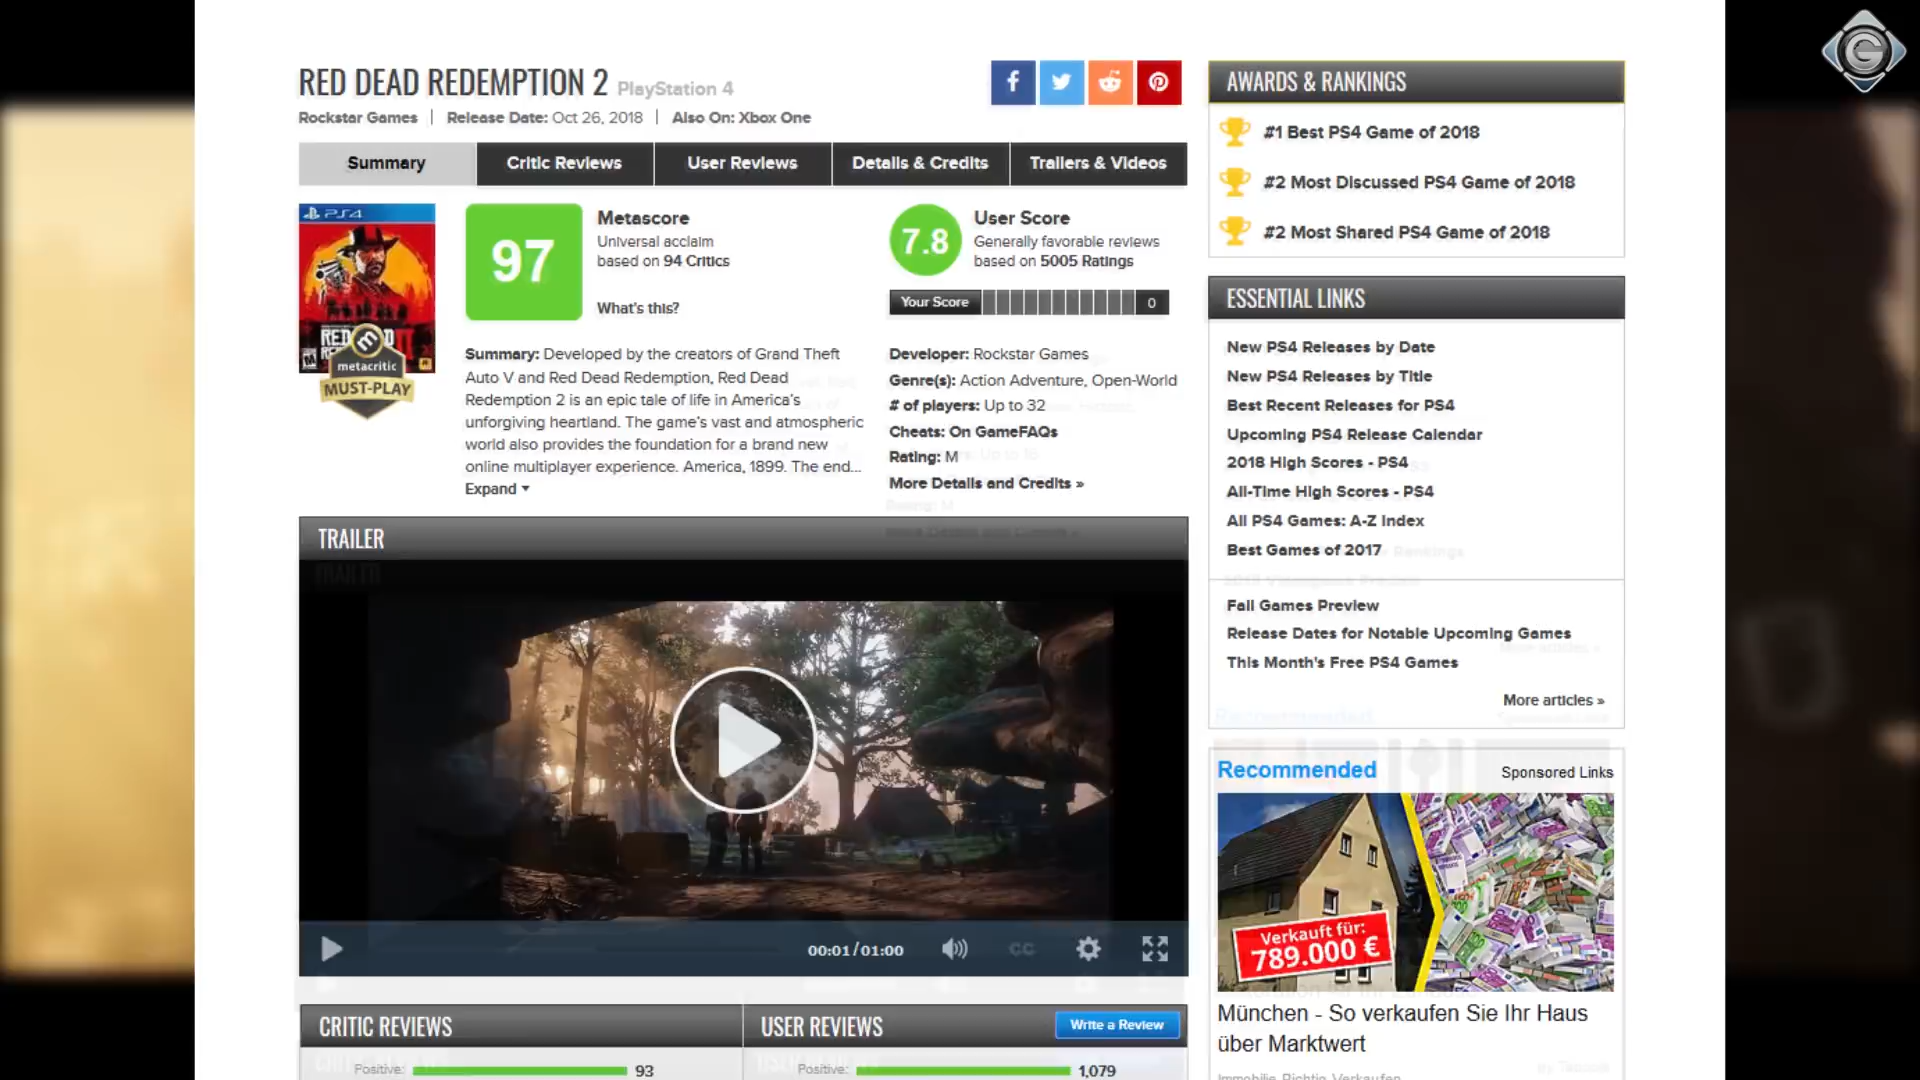 RED DEAD REDEMPTION 2 PlayStation 4
Rockstar Games | Release Date: Oct 26, 2018 | Also On: Xbox One
Summary Critic Reviews User Reviews Details & Credits Trailers & Videos
PS4
metacritic
MUST-PLAY
97
Metascore
Universal acclaim
based on 94 Critics
What's this?
7.8
User Score
Generally favorable reviews
based on 5005 Ratings
Your Score 0
Summary: Developed by the creators of Grand Theft
Auto V and Red Dead Redemption, Red Dead
Redemption 2 is an epic tale of life in America's
unforgiving heartland. The game's vast and atmospheric
world also provides the foundation for a brand new
online multiplayer experience. America, 1899. The end...
Expand
Developer: Rockstar Games
Genre(s): Action Adventure, Open-World
# of players: Up to 32
Cheats: On GameFAQs
Rating: M
More Details and Credits »
TRAILER
00:01/01:00
CC
CRITIC REVIEWS
Positive: 93
USER REVIEWS
Write a Review
Positive: 1,079
AWARDS & RANKINGS
#1 Best PS4 Game of 2018
#2 Most Discussed PS4 Game of 2018
#2 Most Shared PS4 Game of 2018
ESSENTIAL LINKS
New PS4 Releases by Date
New PS4 Releases by Title
Best Recent Releases for PS4
Upcoming PS4 Release Calendar
2018 High Scores - PS4
All-Time High Scores - PS4
All PS4 Games: A-Z Index
Best Games of 2017
Fall Games Preview
Release Dates for Notable Upcoming Games
This Month's Free PS4 Games
More articles »
Recommended Sponsored Links
Verkauft für:
789.000 €
München - So verkaufen Sie Ihr Haus
über Marktwert
Immobilie Richtig Verkaufen